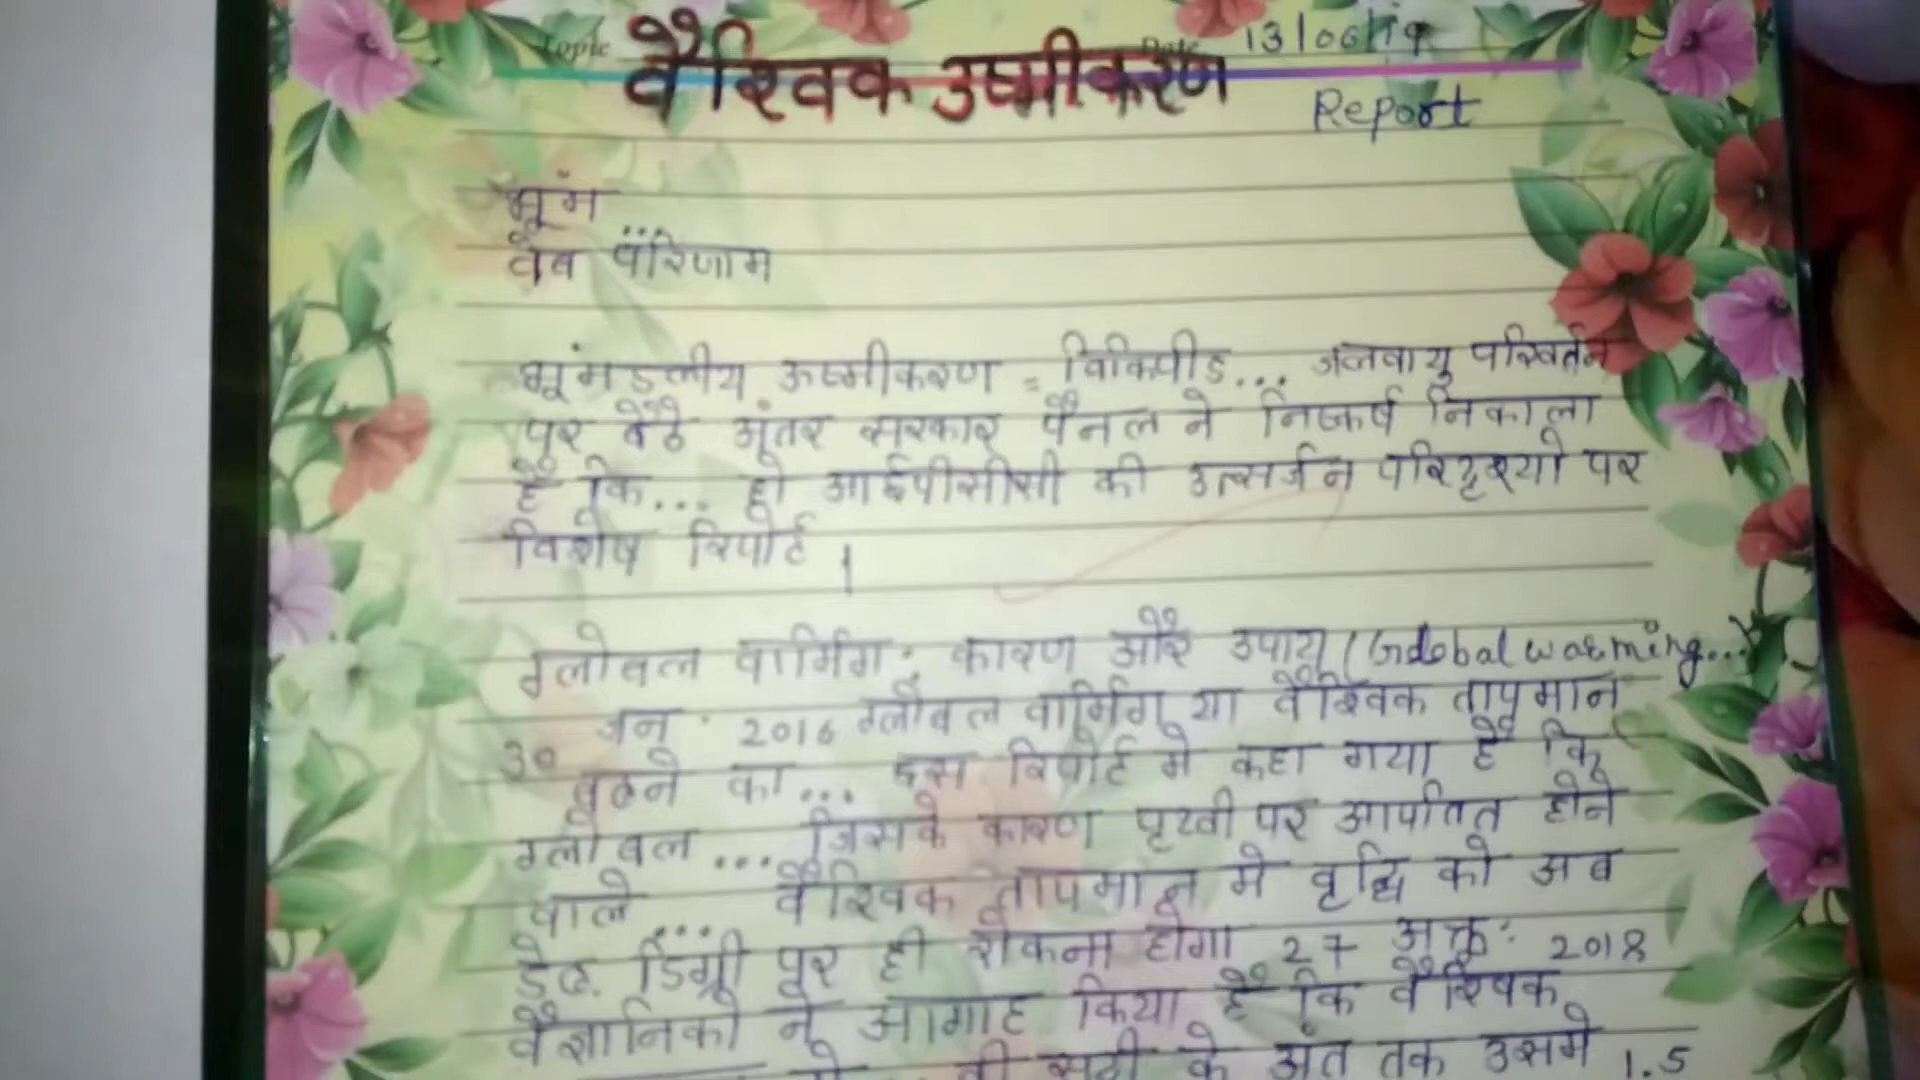 Topic
Date 13/06/19
वैश्विक उष्मीकरण
Report
भूमं
वेब परिणाम
भूमंडलीय ऊष्मीकरण - विकिपीड... जलवायु परिवर्तन
पर बैठे अंतर सरकार पैनल ने निष्कर्ष निकाला
है कि... हो आईपीसीसी की उत्सर्जन परिदृश्यो पर
विशेष रिपोर्ट ।
ग्लोबल वार्मिंग: कारण और उपाय (Global warming...)
30 जन॰ 2016 ग्लोबल वार्मिंग या वैश्विक तापमान
बढने का... इस रिपोर्ट मे कहा गया है कि
ग्लोबल ... जिसके कारण पृथ्वी पर आपतित होने
वाले ... वैश्विक तापमान मे वृद्धि को अब
डेढ. डिग्री पर ही रोकना होगा 27 अक्तू॰ 2018
वैज्ञानिको ने आगाह किया है कि वैश्विक
की सदी के अंत तक उसमे 1.5